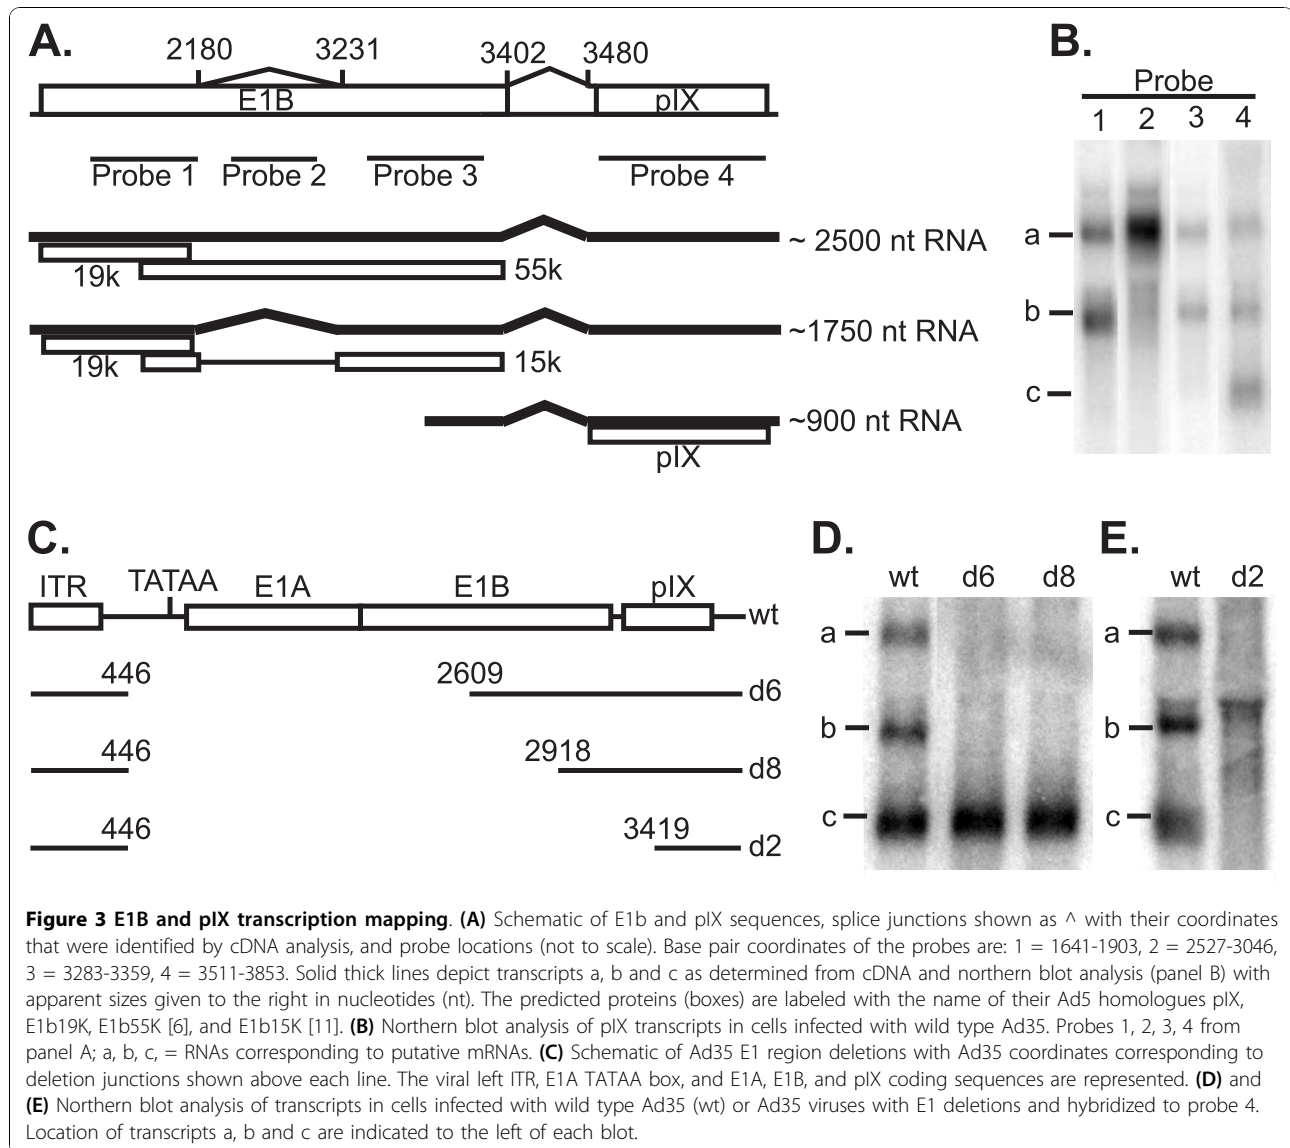 A.
2180 3231 3402 3480
E1B pIX
Probe 1 Probe 2 Probe 3 Probe 4
~ 2500 nt RNA
19k 55k
~1750 nt RNA
19k 15k
~900 nt RNA
pIX
B.
Probe
1 2 3 4
a
b
c
C.
ITR TATAA E1A E1B pIX
wt
446 2609
d6
446 2918
d8
446 3419
d2
D.
wt d6 d8
a
b
c
E.
wt d2
a
b
c
Figure 3 E1B and pIX transcription mapping. (A) Schematic of E1b and pIX sequences, splice junctions shown as ^ with their coordinates
that were identified by cDNA analysis, and probe locations (not to scale). Base pair coordinates of the probes are: 1 = 1641-1903, 2 = 2527-3046,
3 = 3283-3359, 4 = 3511-3853. Solid thick lines depict transcripts a, b and c as determined from cDNA and northern blot analysis (panel B) with
apparent sizes given to the right in nucleotides (nt). The predicted proteins (boxes) are labeled with the name of their Ad5 homologues pIX,
E1b19K, E1b55K [6], and E1b15K [11]. (B) Northern blot analysis of pIX transcripts in cells infected with wild type Ad35. Probes 1, 2, 3, 4 from
panel A; a, b, c, = RNAs corresponding to putative mRNAs. (C) Schematic of Ad35 E1 region deletions with Ad35 coordinates corresponding to
deletion junctions shown above each line. The viral left ITR, E1A TATAA box, and E1A, E1B, and pIX coding sequences are represented. (D) and
(E) Northern blot analysis of transcripts in cells infected with wild type Ad35 (wt) or Ad35 viruses with E1 deletions and hybridized to probe 4.
Location of transcripts a, b and c are indicated to the left of each blot.